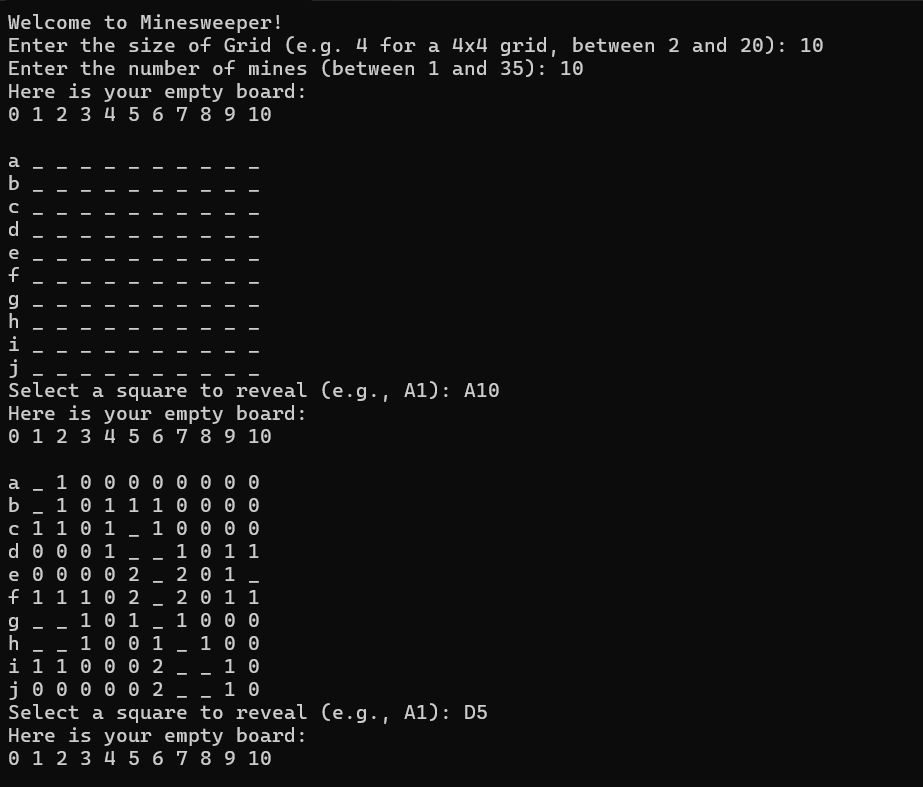 Welcome to Minesweeper!
Enter the size of Grid (e.g. 4 for a 4x4 grid, between 2 and 20): 10
Enter the number of mines (between 1 and 35): 10
Here is your empty board:
0 1 2 3 4 5 6 7 8 9 10
a _ _ _ _ _ _ _ _ _ _
b _ _ _ _ _ _ _ _ _ _
c _ _ _ _ _ _ _ _ _ _
d _ _ _ _ _ _ _ _ _ _
e _ _ _ _ _ _ _ _ _ _
f _ _ _ _ _ _ _ _ _ _
g _ _ _ _ _ _ _ _ _ _
h _ _ _ _ _ _ _ _ _ _
i _ _ _ _ _ _ _ _ _ _
j _ _ _ _ _ _ _ _ _ _
Select a square to reveal (e.g., A1): A10
Here is your empty board:
0 1 2 3 4 5 6 7 8 9 10
a _ 1 0 0 0 0 0 0 0 0
b _ 1 0 1 1 1 0 0 0 0
c 1 1 0 1 _ 1 0 0 0 0
d 0 0 0 1 _ _ 1 0 1 1
e 0 0 0 0 2 _ 2 0 1 _
f 1 1 1 0 2 _ 2 0 1 1
g _ _ 1 0 1 _ 1 0 0 0
h _ _ 1 0 0 1 _ 1 0 0
i 1 1 0 0 0 2 _ _ 1 0
j 0 0 0 0 0 2 _ _ 1 0
Select a square to reveal (e.g., A1): D5
Here is your empty board:
0 1 2 3 4 5 6 7 8 9 10